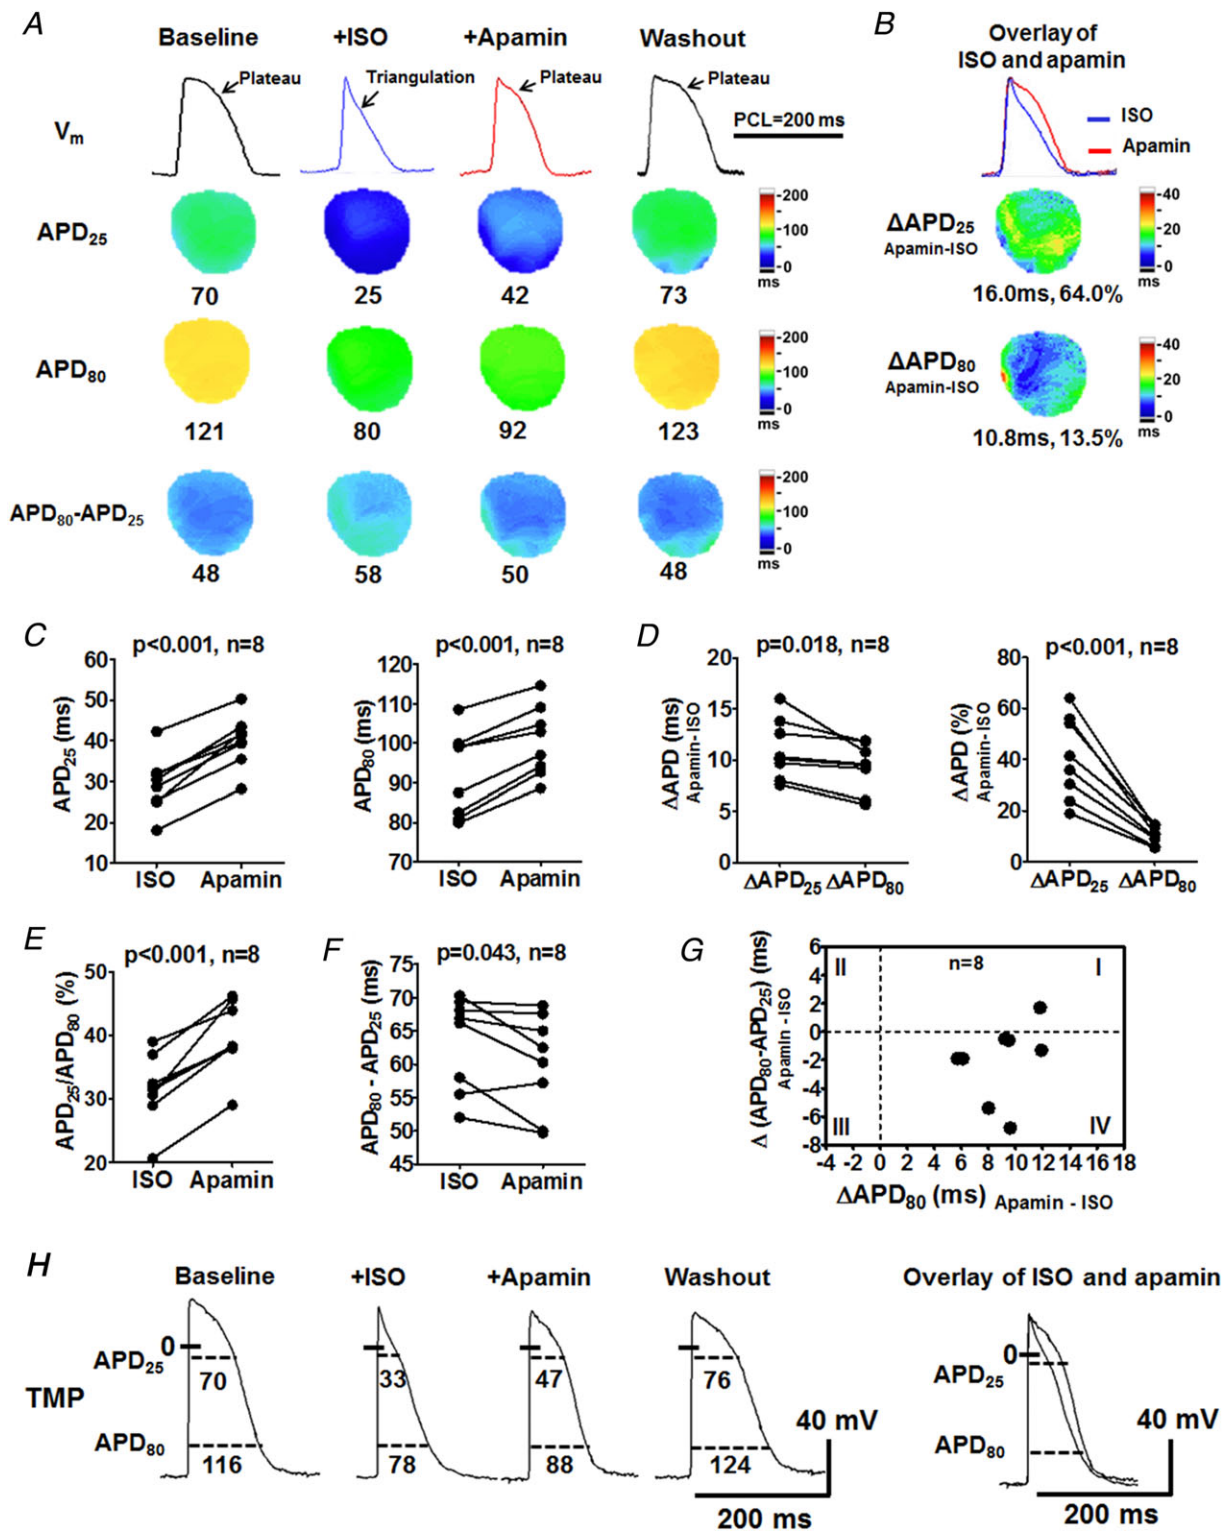 A
Baseline
+ISO
+Apamin
Washout
Plateau
Triangulation
Plateau
Plateau
Vm
PCL=200 ms
APD25
70
25
42
73
200
100
0
ms
APD80
121
80
92
123
200
100
0
ms
APD80-APD25
48
58
50
48
200
100
0
ms
B
Overlay of
ISO and apamin
ISO
Apamin
ΔAPD25
Apamin-ISO
40
20
0
ms
16.0ms, 64.0%
ΔAPD80
Apamin-ISO
40
20
0
ms
10.8ms, 13.5%
C
p<0.001, n=8
APD25 (ms)
60
50
40
30
20
10
ISO
Apamin
p<0.001, n=8
APD80 (ms)
120
110
100
90
80
70
ISO
Apamin
D
p=0.018, n=8
ΔAPD (ms)
Apamin-ISO
20
15
10
5
0
ΔAPD25
ΔAPD80
p<0.001, n=8
ΔAPD (%)
Apamin-ISO
80
60
40
20
0
ΔAPD25
ΔAPD80
E
p<0.001, n=8
APD25/APD80 (%)
50
40
30
20
ISO
Apamin
F
p=0.043, n=8
APD80 - APD25 (ms)
75
70
65
60
55
50
45
ISO
Apamin
G
Δ (APD80-APD25) (ms)
Apamin - ISO
6
4
2
0
-2
-4
-6
-8
II
n=8
I
III
IV
-4 -2 0 2 4 6 8 10 12 14 16 18
ΔAPD80 (ms) Apamin - ISO
H
Baseline
+ISO
+Apamin
Washout
Overlay of ISO and apamin
TMP
0
APD25
70
33
47
76
APD80
116
78
88
124
40 mV
200 ms
0
APD25
APD80
40 mV
200 ms